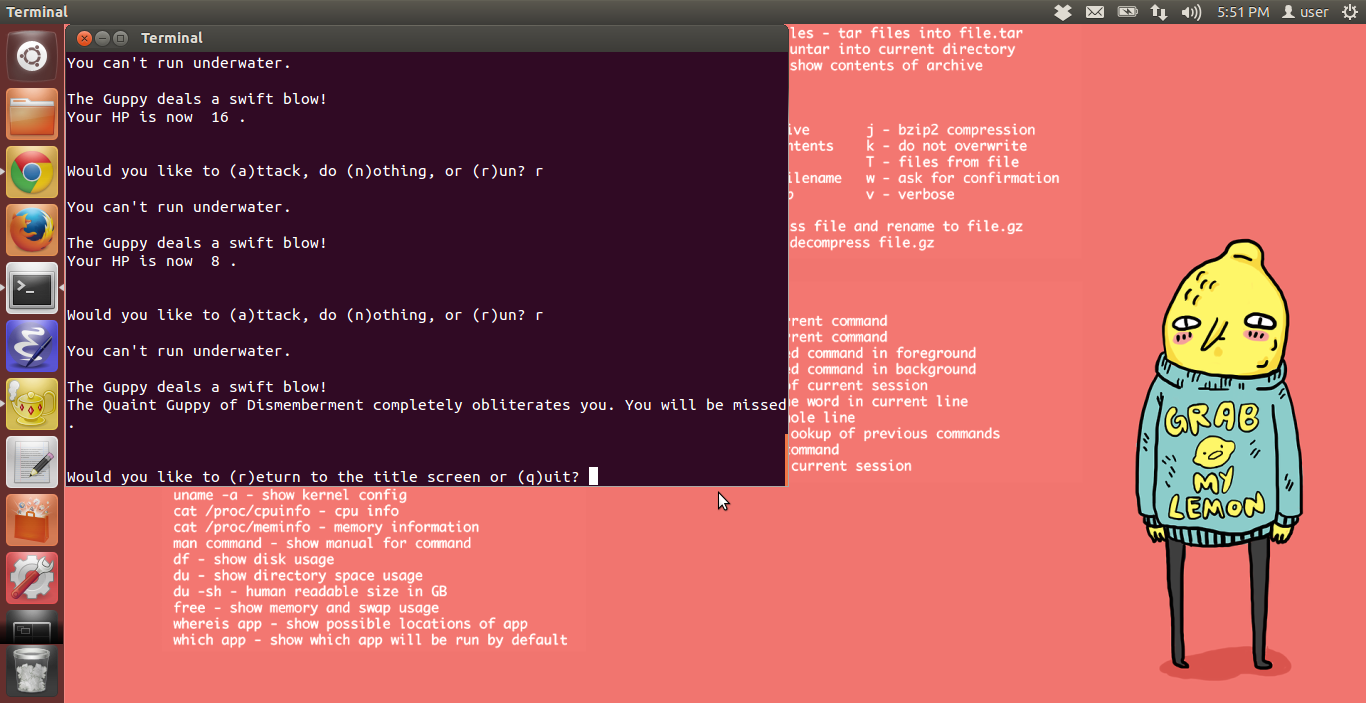 Terminal
5:51 PM user
Terminal
You can't run underwater.
The Guppy deals a swift blow!
Your HP is now  16 .
Would you like to (a)ttack, do (n)othing, or (r)un? r
You can't run underwater.
The Guppy deals a swift blow!
Your HP is now  8 .
Would you like to (a)ttack, do (n)othing, or (r)un? r
You can't run underwater.
The Guppy deals a swift blow!
The Quaint Guppy of Dismemberment completely obliterates you. You will be missed
.
Would you like to (r)eturn to the title screen or (q)uit?
les - tar files into file.tar
untar into current directory
show contents of archive
ive j - bzip2 compression
ntents k - do not overwrite
T - files from file
ilename w - ask for confirmation
v - verbose
ss file and rename to file.gz
decompress file.gz
rrent command
rrent command
ed command in foreground
ed command in background
of current session
e word in current line
hole line
ookup of previous commands
command
current session
uname -a - show kernel config
cat /proc/cpuinfo - cpu info
cat /proc/meminfo - memory information
man command - show manual for command
df - show disk usage
du - show directory space usage
du -sh - human readable size in GB
free - show memory and swap usage
whereis app - show possible locations of app
which app - show which app will be run by default
GRAB
MY
LEMON